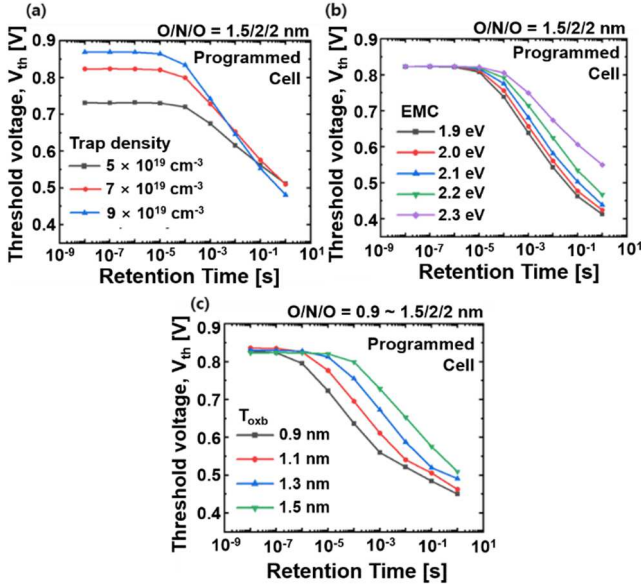 (a)
O/N/O = 1.5/2/2 nm
Threshold voltage, Vth [V]
0.9
0.8
0.7
0.6
0.5
0.4
Programmed
Cell
Trap density
5 × 10¹⁹ cm⁻³
7 × 10¹⁹ cm⁻³
9 × 10¹⁹ cm⁻³
10⁻⁹ 10⁻⁷ 10⁻⁵ 10⁻³ 10⁻¹ 10¹
Retention Time [s]
(b)
O/N/O = 1.5/2/2 nm
Threshold voltage, Vth [V]
0.9
0.8
0.7
0.6
0.5
0.4
Programmed
Cell
EMC
1.9 eV
2.0 eV
2.1 eV
2.2 eV
2.3 eV
10⁻⁹ 10⁻⁷ 10⁻⁵ 10⁻³ 10⁻¹ 10¹
Retention Time [s]
(c)
O/N/O = 0.9 ~ 1.5/2/2 nm
Threshold voltage, Vth [V]
0.9
0.8
0.7
0.6
0.5
0.4
Programmed
Cell
Toxb
0.9 nm
1.1 nm
1.3 nm
1.5 nm
10⁻⁹ 10⁻⁷ 10⁻⁵ 10⁻³ 10⁻¹ 10¹
Retention Time [s]